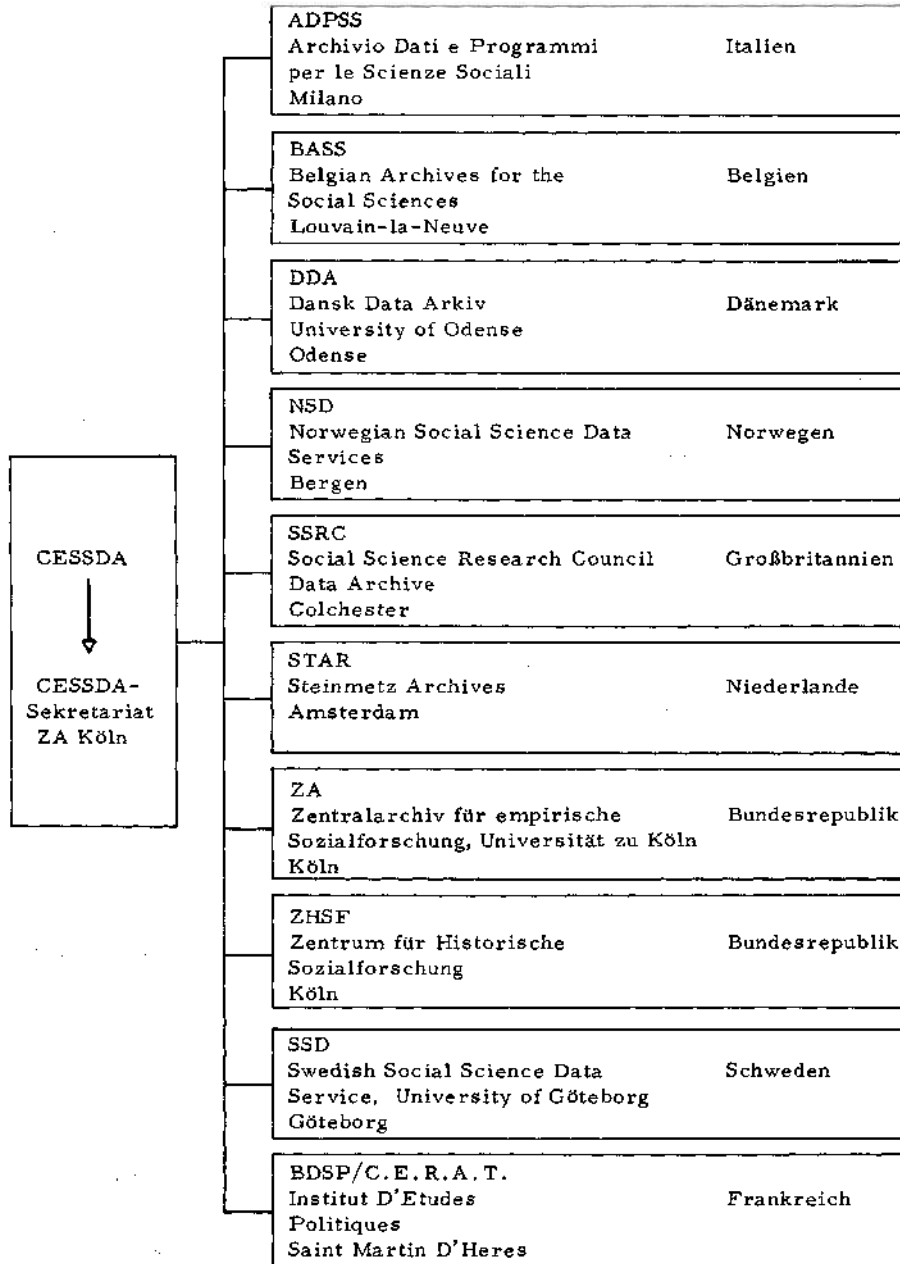 ADPSS
Archivio Dati e Programmi Italien
per le Scienze Sociali
Milano
BASS
Belgian Archives for the Belgien
Social Sciences
Louvain-la-Neuve
DDA
Dansk Data Arkiv Dänemark
University of Odense
Odense
NSD
Norwegian Social Science Data Norwegen
Services
Bergen
CESSDA
CESSDA-
Sekretariat
ZA Köln
SSRC
Social Science Research Council Großbritannien
Data Archive
Colchester
STAR
Steinmetz Archives Niederlande
Amsterdam
ZA
Zentralarchiv für empirische Bundesrepublik
Sozialforschung, Universität zu Köln
Köln
ZHSF
Zentrum für Historische Bundesrepublik
Sozialforschung
Köln
SSD
Swedish Social Science Data Schweden
Service, University of Göteborg
Göteborg
BDSP/C.E.R.A.T.
Institut D'Etudes Frankreich
Politiques
Saint Martin D'Heres